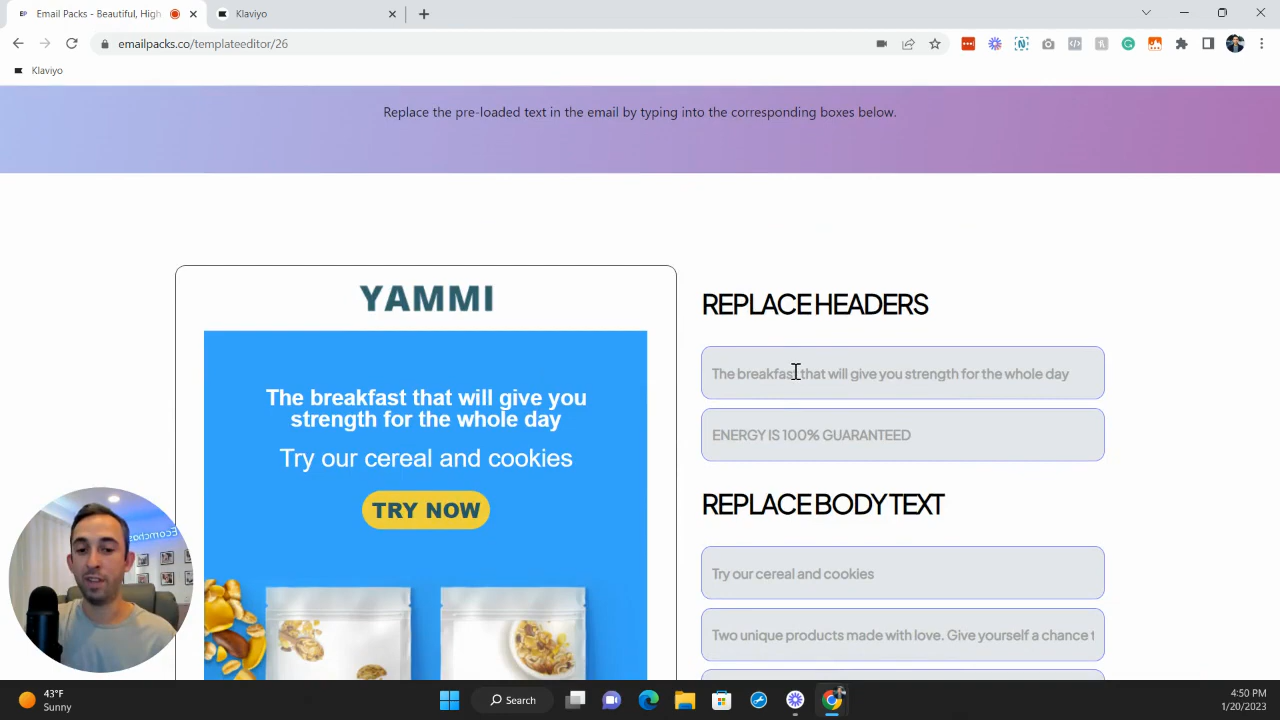 Email Packs - Beautiful, High
Klaviyo
emailpacks.co/templateeditor/26
Klaviyo
Replace the pre-loaded text in the email by typing into the corresponding boxes below.
YAMMI
The breakfast that will give you
strength for the whole day
Try our cereal and cookies
TRY NOW
REPLACE HEADERS
The breakfast that will give you strength for the whole day
ENERGY IS 100% GUARANTEED
REPLACE BODY TEXT
Try our cereal and cookies
Two unique products made with love. Give yourself a chance t
43°F
Sunny
Search
4:50 PM
1/20/2023